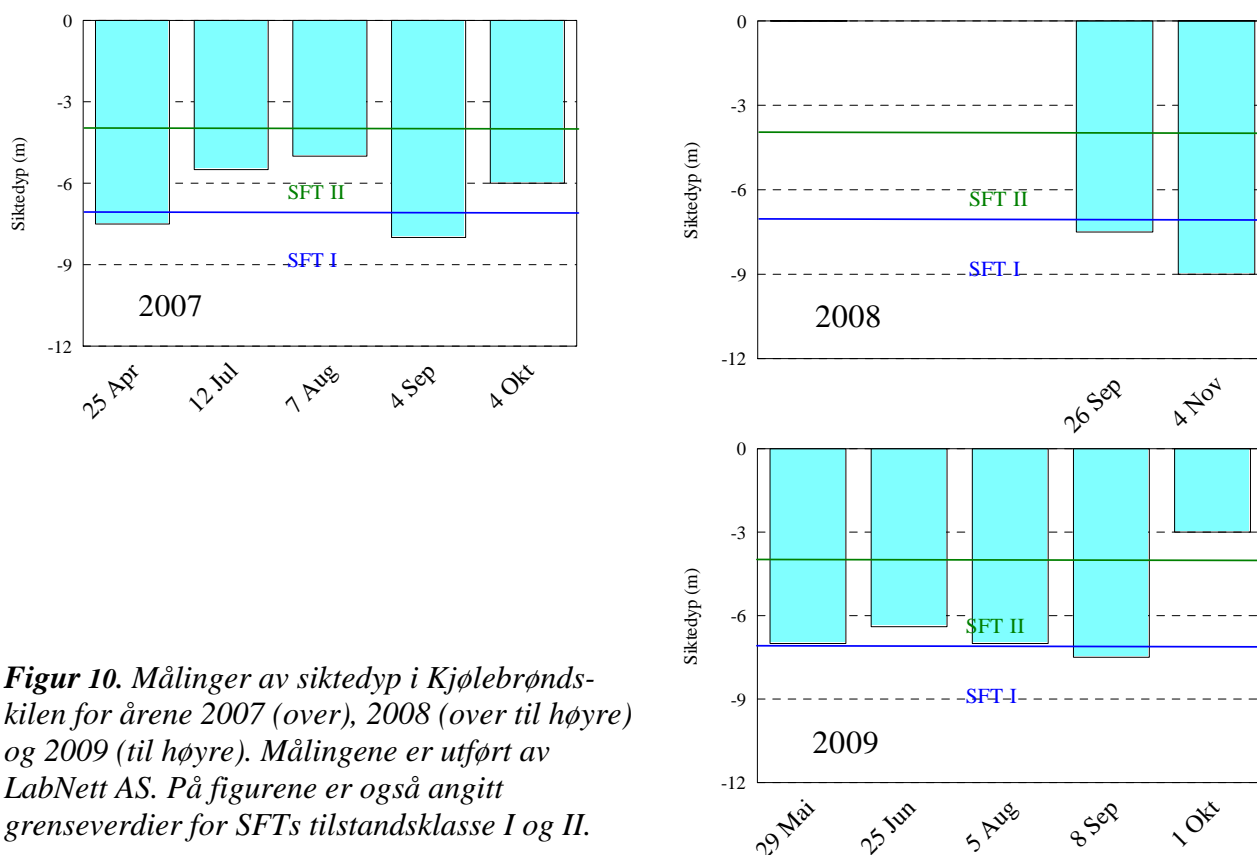 0
-3
-6
-9
-12
Siktedyp (m)
SFT II
SFT I
2007
25 Apr
12 Jul
7 Aug
4 Sep
4 Okt
0
-3
-6
-9
-12
Siktedyp (m)
SFT II
SFT I
2008
26 Sep
4 Nov
0
-3
-6
-9
-12
Siktedyp (m)
SFT II
SFT I
2009
29 Mai
25 Jun
5 Aug
8 Sep
1 Okt
Figur 10. Målinger av siktedyp i Kjølebrønds-
kilen for årene 2007 (over), 2008 (over til høyre)
og 2009 (til høyre). Målingene er utført av
LabNett AS. På figurene er også angitt
grenseverdier for SFTs tilstandsklasse I og II.